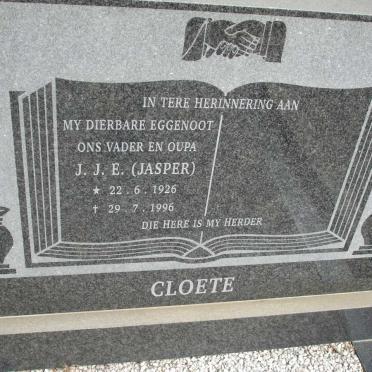 IN TERE HERINNERING AAN
MY DIERBARE EGGENOOT
ONS VADER EN OUPA
J. J. E. (JASPER)
★ 22 . 6 . 1926
† 29 . 7 . 1996
DIE HERE IS MY HERDER
CLOETE